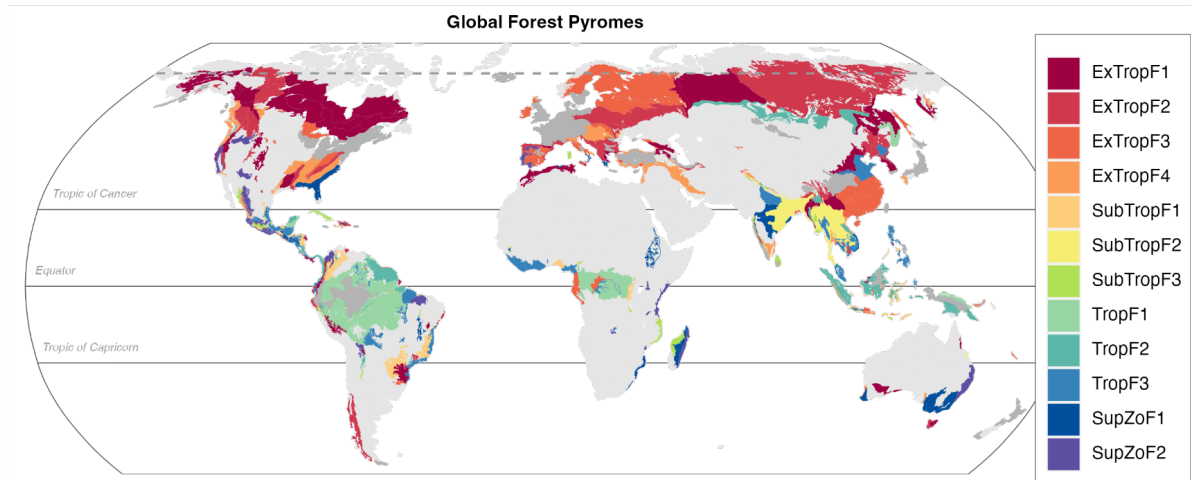 Global Forest Pyromes
Tropic of Cancer
Equator
Tropic of Capricorn
ExTropF1
ExTropF2
ExTropF3
ExTropF4
SubTropF1
SubTropF2
SubTropF3
TropF1
TropF2
TropF3
SupZoF1
SupZoF2